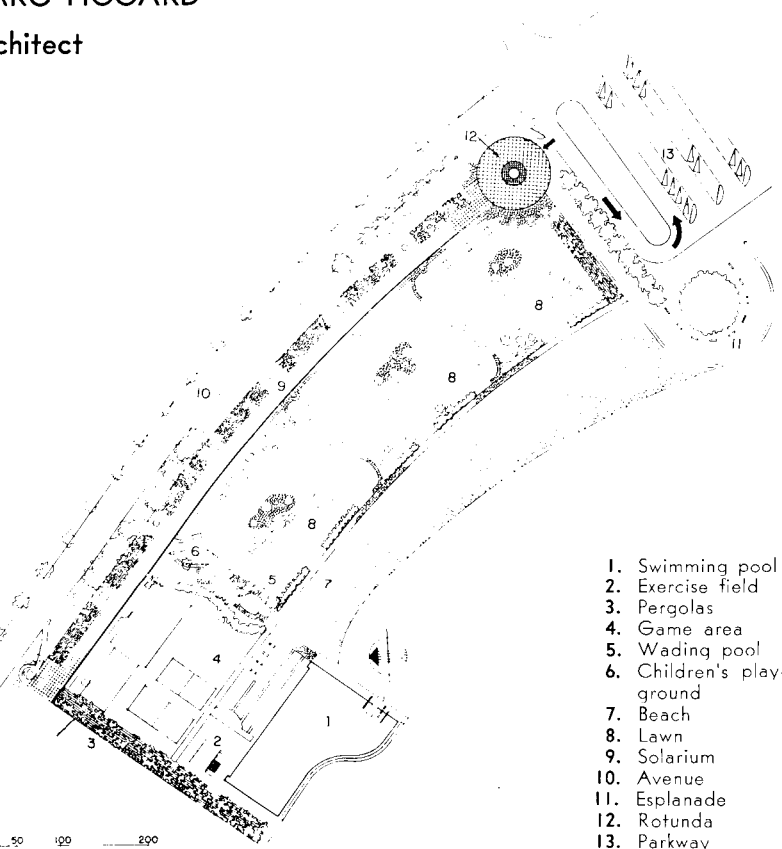 PICCARD
chitect
12
13
8
11
8
10
9
8
6
5
7
4
1
2
3
50 100 200
1. Swimming pool
2. Exercise field
3. Pergolas
4. Game area
5. Wading pool
6. Children's play-
ground
7. Beach
8. Lawn
9. Solarium
10. Avenue
11. Esplanade
12. Rotunda
13. Parkway